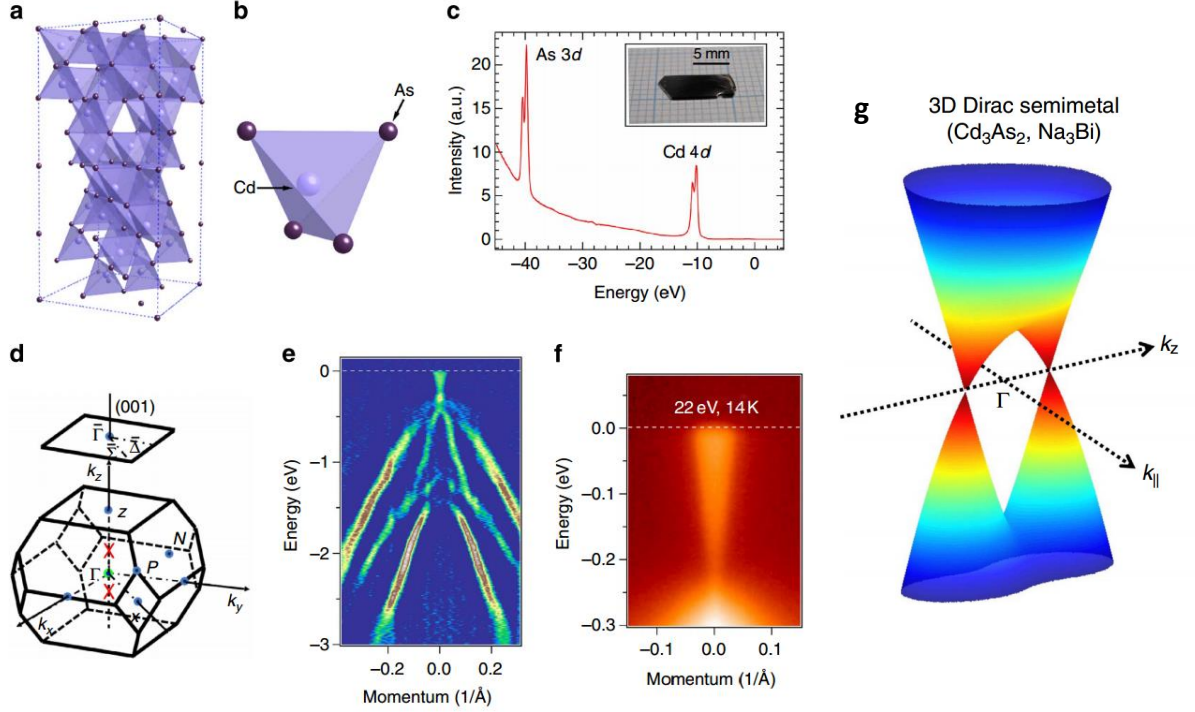 a
b
As
Cd
c
Intensity (a.u.)
20
15
10
5
0
As 3d
5 mm
Cd 4d
−40
−30
−20
−10
0
Energy (eV)
d
(001)
Γ̄
Σ̄
Δ̄
kz
z
N
Γ
P
x
kx
ky
e
Energy (eV)
0
−1
−2
−3
−0.2
0.0
0.2
Momentum (1/Å)
f
22 eV, 14 K
Energy (eV)
0.0
−0.1
−0.2
−0.3
−0.1
0.0
0.1
Momentum (1/Å)
g
3D Dirac semimetal
(Cd₃As₂, Na₃Bi)
kz
Γ
k||